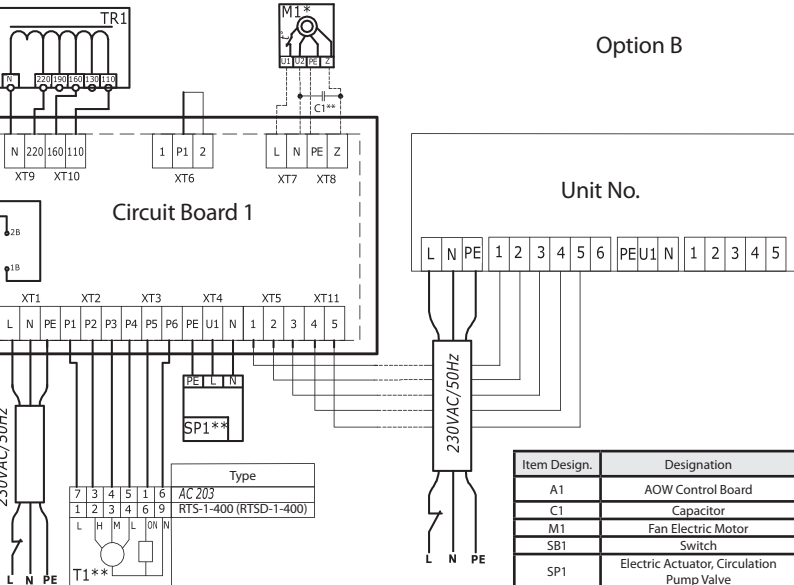 TR1
N 220 190 160 130 110
M1*
t°
U1 U2 PE Z
C1**
Option B
N 220 160 110
XT9 XT10
1 P1 2
XT6
L N PE Z
XT7 XT8
Circuit Board 1
2B
1B
Unit No.
L N PE 1 2 3 4 5 6 PE U1 N 1 2 3 4 5
XT1 XT2 XT3 XT4 XT5 XT11
L N PE P1 P2 P3 P4 P5 P6 PE U1 N 1 2 3 4 5
PE L N
SP1**
230VAC/50Hz
230VAC/50Hz
Type
7 3 4 5 1 6 AC 203
1 2 3 4 6 9 RTS-1-400 (RTSD-1-400)
L H M L ON N
T1**
L N PE
L N PE
Item Design. Designation
A1 AOW Control Board
C1 Capacitor
M1 Fan Electric Motor
SB1 Switch
SP1 Electric Actuator, Circulation
Pump Valve